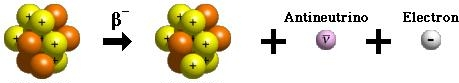 β⁻ Antineutrino Electron
+ + + + + + + + + ν̄ + -